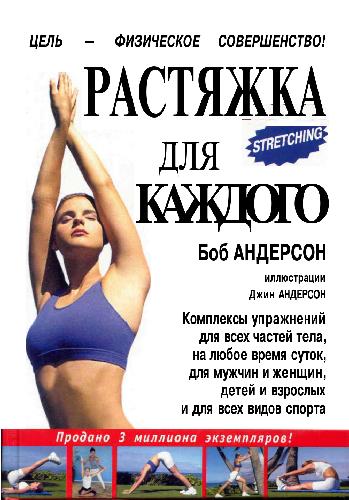 ЦЕЛЬ – ФИЗИЧЕСКОЕ СОВЕРШЕНСТВО!
РАСТЯЖКА
STRETCHING
ДЛЯ
КАЖДОГО
Боб АНДЕРСОН
иллюстрации
Джин АНДЕРСОН
Комплексы упражнений
для всех частей тела,
на любое время суток,
для мужчин и женщин,
детей и взрослых
и для всех видов спорта
Продано 3 миллиона экземпляров!